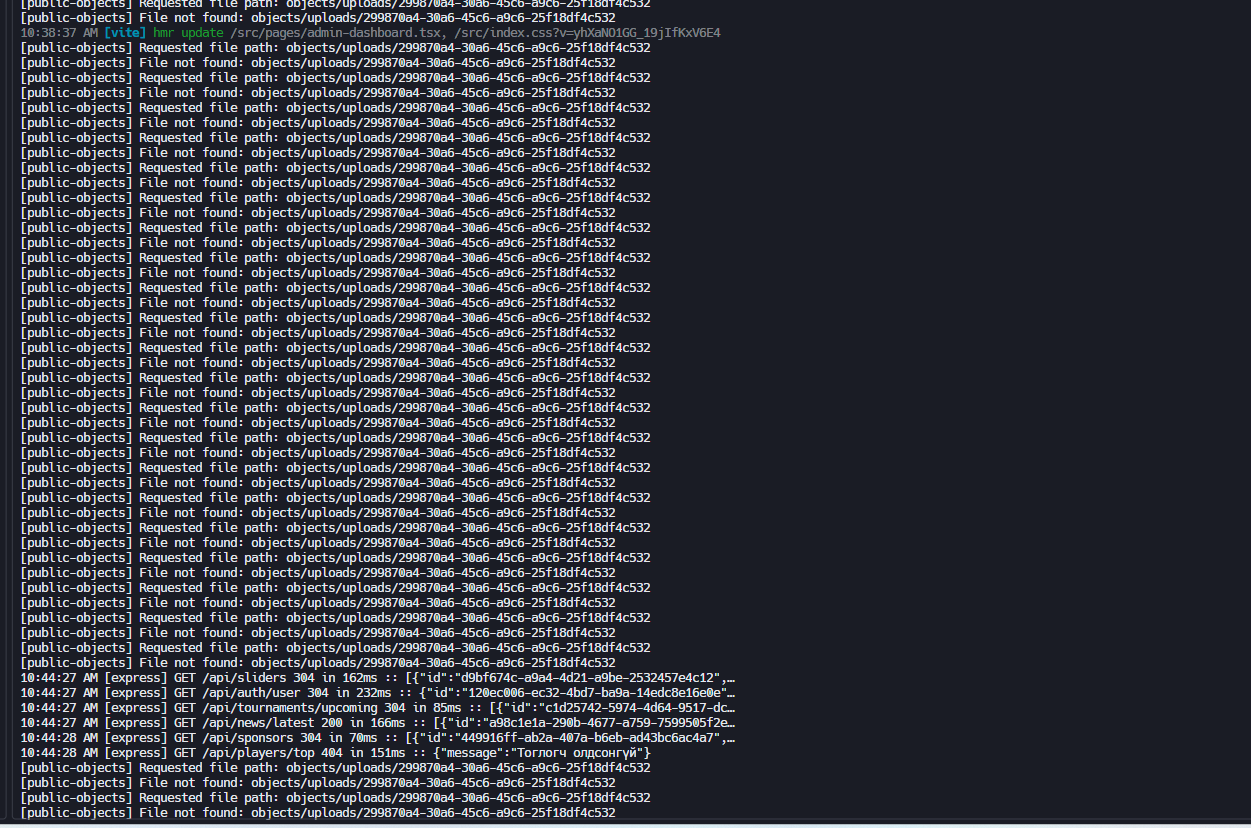 [public-objects] Requested file path: objects/uploads/299870a4-30a6-45c6-a9c6-25f18df4c532
[public-objects] File not found: objects/uploads/299870a4-30a6-45c6-a9c6-25f18df4c532
10:38:37 AM [vite] hmr update /src/pages/admin-dashboard.tsx, /src/index.css?v=yhXaNO1GG_19jIfKxV6E4
[public-objects] Requested file path: objects/uploads/299870a4-30a6-45c6-a9c6-25f18df4c532
[public-objects] File not found: objects/uploads/299870a4-30a6-45c6-a9c6-25f18df4c532
[public-objects] Requested file path: objects/uploads/299870a4-30a6-45c6-a9c6-25f18df4c532
[public-objects] File not found: objects/uploads/299870a4-30a6-45c6-a9c6-25f18df4c532
[public-objects] Requested file path: objects/uploads/299870a4-30a6-45c6-a9c6-25f18df4c532
[public-objects] File not found: objects/uploads/299870a4-30a6-45c6-a9c6-25f18df4c532
[public-objects] Requested file path: objects/uploads/299870a4-30a6-45c6-a9c6-25f18df4c532
[public-objects] File not found: objects/uploads/299870a4-30a6-45c6-a9c6-25f18df4c532
[public-objects] Requested file path: objects/uploads/299870a4-30a6-45c6-a9c6-25f18df4c532
[public-objects] File not found: objects/uploads/299870a4-30a6-45c6-a9c6-25f18df4c532
[public-objects] Requested file path: objects/uploads/299870a4-30a6-45c6-a9c6-25f18df4c532
[public-objects] File not found: objects/uploads/299870a4-30a6-45c6-a9c6-25f18df4c532
[public-objects] Requested file path: objects/uploads/299870a4-30a6-45c6-a9c6-25f18df4c532
[public-objects] File not found: objects/uploads/299870a4-30a6-45c6-a9c6-25f18df4c532
[public-objects] Requested file path: objects/uploads/299870a4-30a6-45c6-a9c6-25f18df4c532
[public-objects] File not found: objects/uploads/299870a4-30a6-45c6-a9c6-25f18df4c532
[public-objects] Requested file path: objects/uploads/299870a4-30a6-45c6-a9c6-25f18df4c532
[public-objects] File not found: objects/uploads/299870a4-30a6-45c6-a9c6-25f18df4c532
[public-objects] Requested file path: objects/uploads/299870a4-30a6-45c6-a9c6-25f18df4c532
[public-objects] File not found: objects/uploads/299870a4-30a6-45c6-a9c6-25f18df4c532
[public-objects] Requested file path: objects/uploads/299870a4-30a6-45c6-a9c6-25f18df4c532
[public-objects] File not found: objects/uploads/299870a4-30a6-45c6-a9c6-25f18df4c532
[public-objects] Requested file path: objects/uploads/299870a4-30a6-45c6-a9c6-25f18df4c532
[public-objects] File not found: objects/uploads/299870a4-30a6-45c6-a9c6-25f18df4c532
[public-objects] Requested file path: objects/uploads/299870a4-30a6-45c6-a9c6-25f18df4c532
[public-objects] File not found: objects/uploads/299870a4-30a6-45c6-a9c6-25f18df4c532
[public-objects] Requested file path: objects/uploads/299870a4-30a6-45c6-a9c6-25f18df4c532
[public-objects] File not found: objects/uploads/299870a4-30a6-45c6-a9c6-25f18df4c532
[public-objects] Requested file path: objects/uploads/299870a4-30a6-45c6-a9c6-25f18df4c532
[public-objects] File not found: objects/uploads/299870a4-30a6-45c6-a9c6-25f18df4c532
[public-objects] Requested file path: objects/uploads/299870a4-30a6-45c6-a9c6-25f18df4c532
[public-objects] File not found: objects/uploads/299870a4-30a6-45c6-a9c6-25f18df4c532
[public-objects] Requested file path: objects/uploads/299870a4-30a6-45c6-a9c6-25f18df4c532
[public-objects] File not found: objects/uploads/299870a4-30a6-45c6-a9c6-25f18df4c532
[public-objects] Requested file path: objects/uploads/299870a4-30a6-45c6-a9c6-25f18df4c532
[public-objects] File not found: objects/uploads/299870a4-30a6-45c6-a9c6-25f18df4c532
[public-objects] Requested file path: objects/uploads/299870a4-30a6-45c6-a9c6-25f18df4c532
[public-objects] File not found: objects/uploads/299870a4-30a6-45c6-a9c6-25f18df4c532
[public-objects] Requested file path: objects/uploads/299870a4-30a6-45c6-a9c6-25f18df4c532
[public-objects] File not found: objects/uploads/299870a4-30a6-45c6-a9c6-25f18df4c532
[public-objects] Requested file path: objects/uploads/299870a4-30a6-45c6-a9c6-25f18df4c532
[public-objects] File not found: objects/uploads/299870a4-30a6-45c6-a9c6-25f18df4c532
10:44:27 AM [express] GET /api/sliders 304 in 162ms :: [{"id":"d9bf674c-a9a4-4d21-a9be-2532457e4c12",…
10:44:27 AM [express] GET /api/auth/user 304 in 232ms :: {"id":"120ec006-ec32-4bd7-ba9a-14edc8e16e0e"…
10:44:27 AM [express] GET /api/tournaments/upcoming 304 in 85ms :: [{"id":"c1d25742-5974-4d64-9517-dc…
10:44:27 AM [express] GET /api/news/latest 200 in 166ms :: [{"id":"a98c1e1a-290b-4677-a759-7599505f2e…
10:44:28 AM [express] GET /api/sponsors 304 in 70ms :: [{"id":"449916ff-ab2a-407a-b6eb-ad43bc6ac4a7",…
10:44:28 AM [express] GET /api/players/top 404 in 151ms :: {"message":"Тоглогч олдсонгүй"}
[public-objects] Requested file path: objects/uploads/299870a4-30a6-45c6-a9c6-25f18df4c532
[public-objects] File not found: objects/uploads/299870a4-30a6-45c6-a9c6-25f18df4c532
[public-objects] Requested file path: objects/uploads/299870a4-30a6-45c6-a9c6-25f18df4c532
[public-objects] File not found: objects/uploads/299870a4-30a6-45c6-a9c6-25f18df4c532